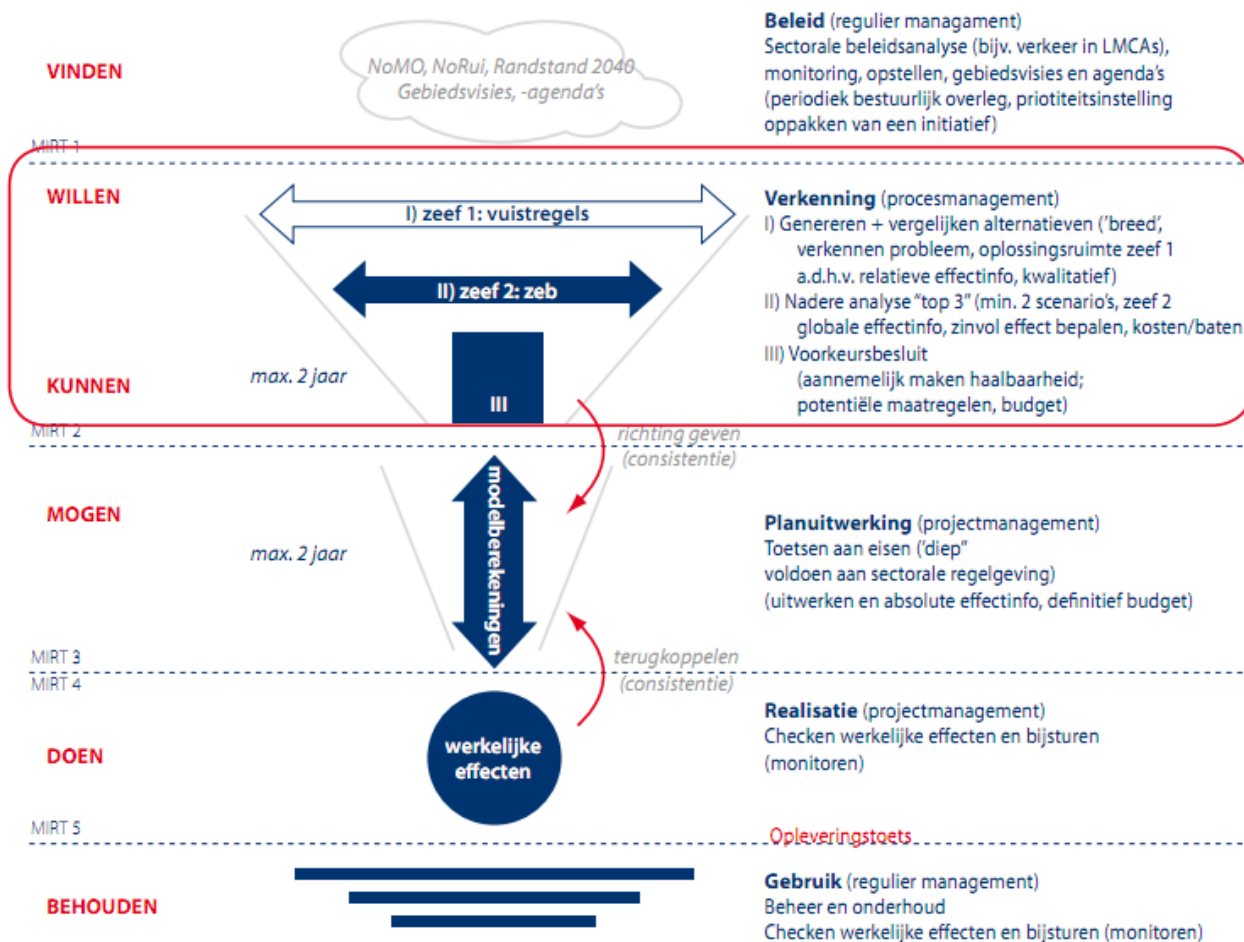 VINDEN
NoMO, NoRui, Randstand 2040
Gebiedsvisies, -agenda's
Beleid (regulier managament)
Sectorale beleidsanalyse (bijv. verkeer in LMCAs),
monitoring, opstellen, gebiedsvisies en agenda's
(periodiek bestuurlijk overleg, priotiteitsinstelling
oppakken van een initiatief)
MIRT 1
WILLEN
I) zeef 1: vuistregels
II) zeef 2: zeb
III
max. 2 jaar
KUNNEN
Verkenning (procesmanagement)
I) Genereren + vergelijken alternatieven ('breed',
verkennen probleem, oplossingsruimte zeef 1
a.d.h.v. relatieve effectinfo, kwalitatief)
II) Nadere analyse "top 3" (min. 2 scenario's, zeef 2
globale effectinfo, zinvol effect bepalen, kosten/baten
III) Voorkeursbesluit
(aannemelijk maken haalbaarheid;
potentiële maatregelen, budget)
MIRT 2
richting geven
(consistentie)
MOGEN
max. 2 jaar
modelberekeningen
Planuitwerking (projectmanagement)
Toetsen aan eisen ('diep"
voldoen aan sectorale regelgeving)
(uitwerken en absolute effectinfo, definitief budget)
MIRT 3
MIRT 4
terugkoppelen
(consistentie)
DOEN
werkelijke
effecten
Realisatie (projectmanagement)
Checken werkelijke effecten en bijsturen
(monitoren)
MIRT 5
Opleveringstoets
BEHOUDEN
Gebruik (regulier management)
Beheer en onderhoud
Checken werkelijke effecten en bijsturen (monitoren)